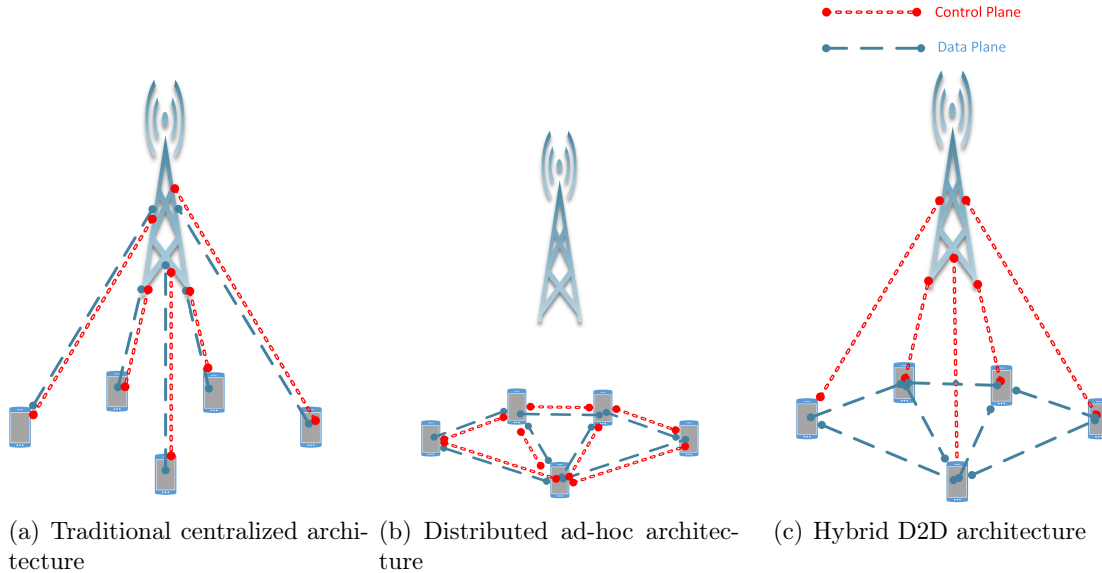 Control Plane
Data Plane
(a) Traditional centralized archi-
tecture
(b) Distributed ad-hoc architec-
ture
(c) Hybrid D2D architecture